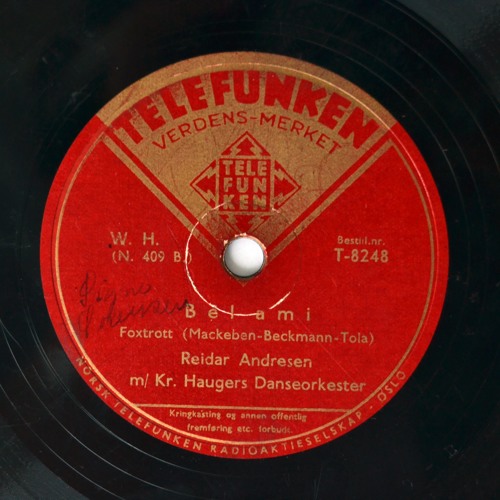 TELEFUNKEN
VERDENS-MERKET
TELE
FUN
KEN
W. H.
(N. 409 B)
Bestill.nr.
T-8248
Bel ami
Foxtrott (Mackeben-Beckmann-Tola)
Reidar Andresen
m/ Kr. Haugers Danseorkester
Kringkasting og annen offentlig
fremføring etc. forbudt.
NORSK TELEFUNKEN RADIOAKTIESELSKAP - OSLO